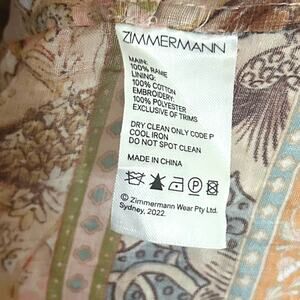 ZIMMERMANN
MAIN:
100% RAMIE
LINING:
100% COTTON
EMBROIDERY:
100% POLYESTER
EXCLUSIVE OF TRIMS
DRY CLEAN ONLY CODE P
COOL IRON
DO NOT SPOT CLEAN
MADE IN CHINA
P
© Zimmermann Wear Pty Ltd.
Sydney, 2022.